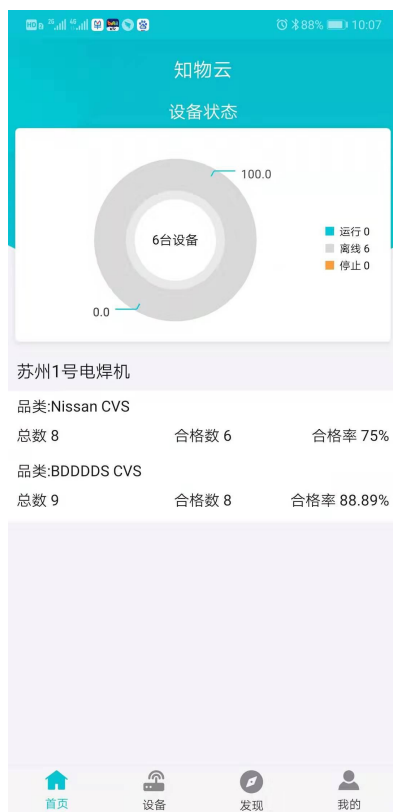 HD 2G 4G 88% 10:07
知物云
设备状态
100.0
6台设备
运行 0
离线 6
停止 0
0.0
苏州1号电焊机
品类:Nissan CVS
总数 8 合格数 6 合格率 75%
品类:BDDDDS CVS
总数 9 合格数 8 合格率 88.89%
首页 设备 发现 我的